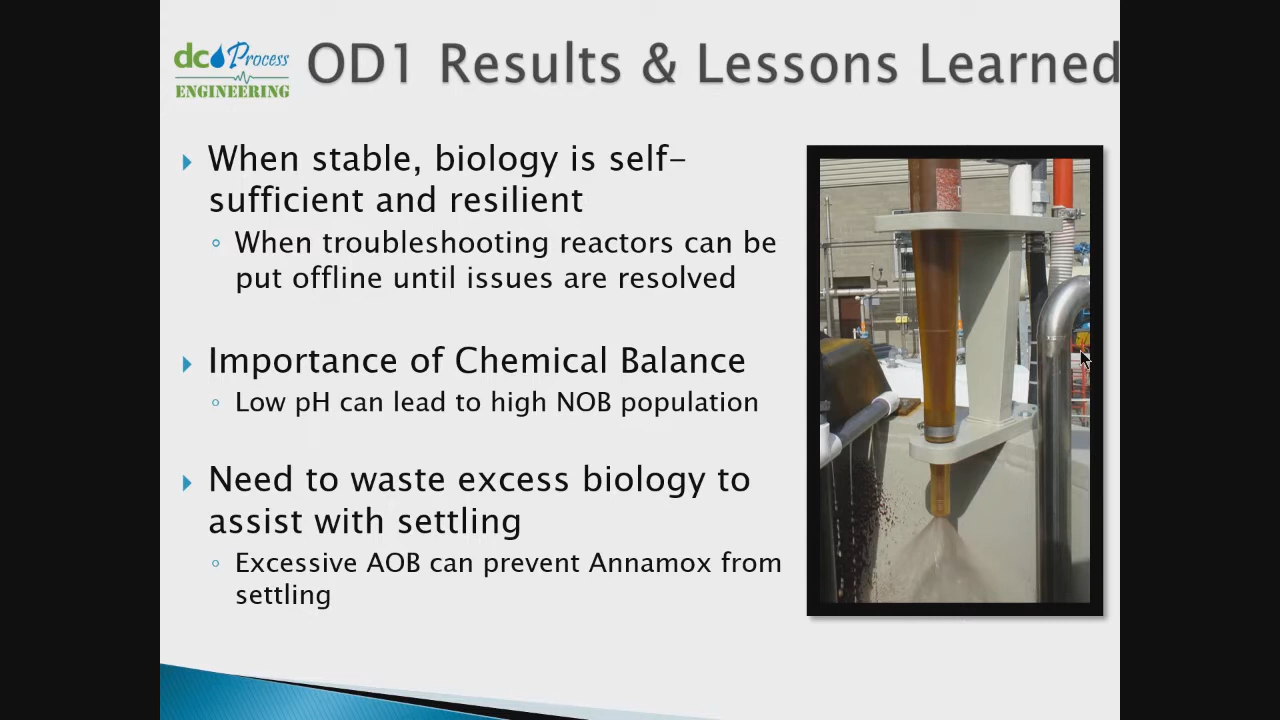 dc Process
ENGINEERING
OD1 Results & Lessons Learned
When stable, biology is self-
sufficient and resilient
When troubleshooting reactors can be
put offline until issues are resolved
Importance of Chemical Balance
Low pH can lead to high NOB population
Need to waste excess biology to
assist with settling
Excessive AOB can prevent Annamox from
settling